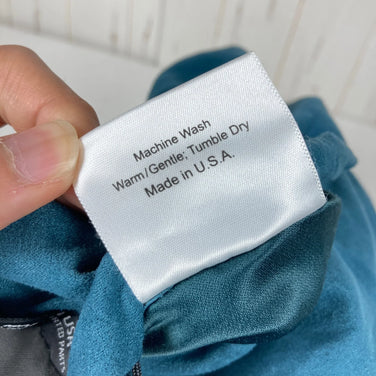 Machine Wash
Warm/Gentle; Tumble Dry
Made in U.S.A.